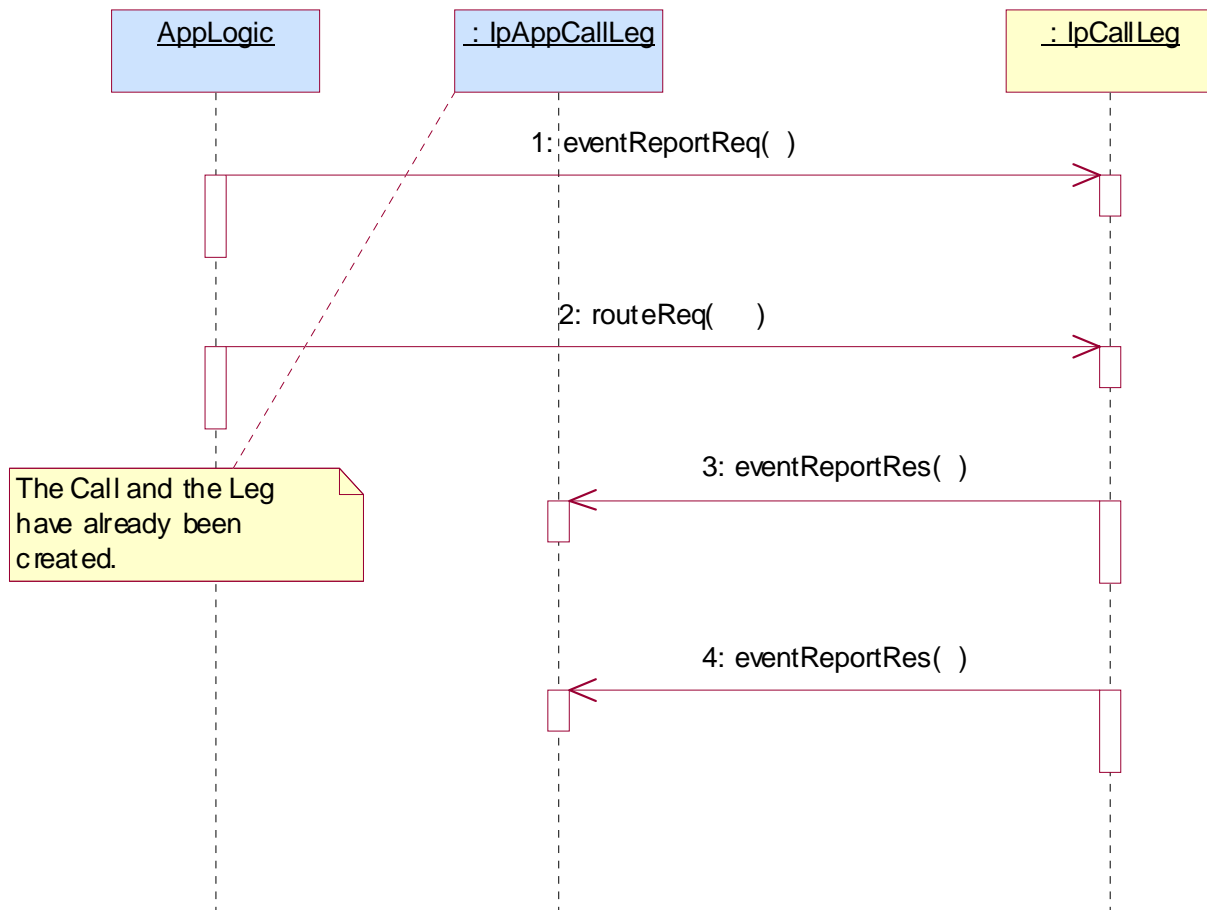 AppLogic
: IpAppCallLeg
: IpCallLeg
1: eventReportReq( )
2: routeReq( )
3: eventReportRes( )
The Call and the Leg
have already been
created.
4: eventReportRes( )